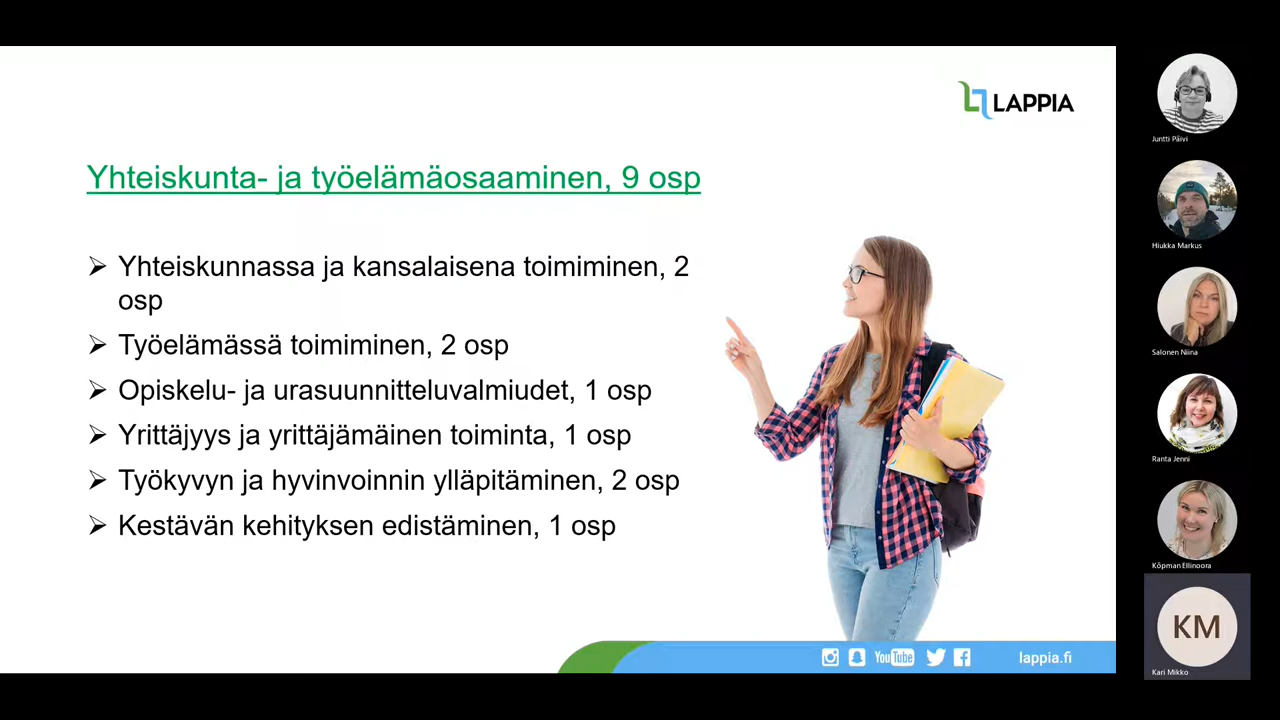 LAPPIA
Yhteiskunta- ja työelämäosaaminen, 9 osp
➢ Yhteiskunnassa ja kansalaisena toimiminen, 2
osp
➢ Työelämässä toimiminen, 2 osp
➢ Opiskelu- ja urasuunnitteluvalmiudet, 1 osp
➢ Yrittäjyys ja yrittäjämäinen toiminta, 1 osp
➢ Työkyvyn ja hyvinvoinnin ylläpitäminen, 2 osp
➢ Kestävän kehityksen edistäminen, 1 osp
YouTube
lappia.fi
Juntti Päivi
Hiukka Markus
Salonen Niina
Ranta Jenni
Köpman Ellinoora
KM
Kari Mikko